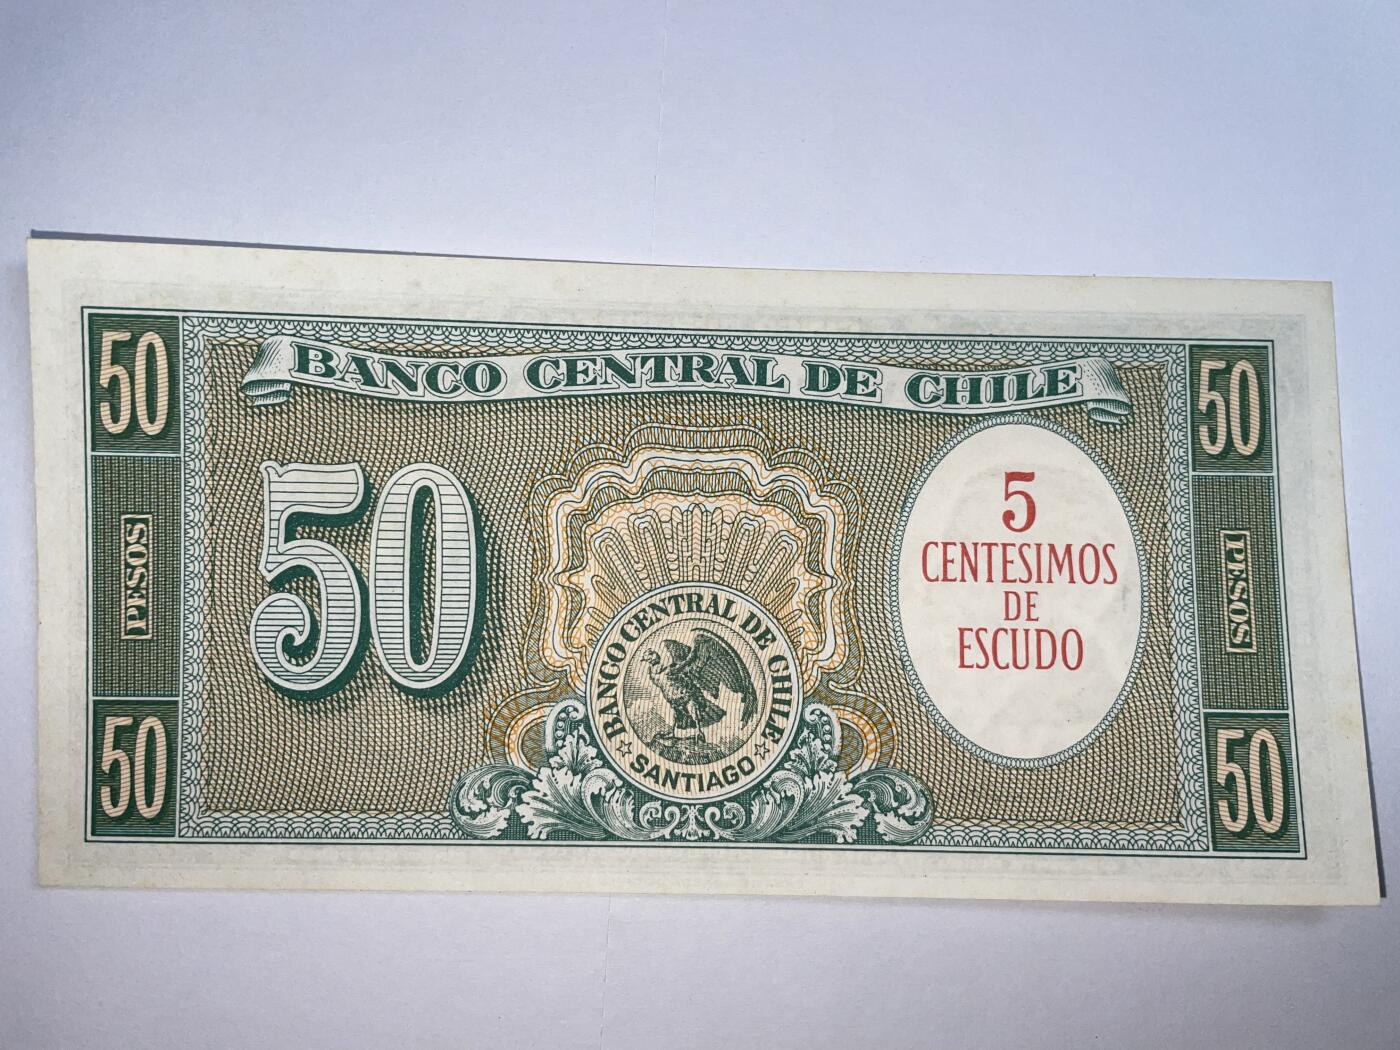 50
50
BANCO CENTRAL DE CHILE
50
5
CENTESIMOS
DE
ESCUDO
PESOS
PESOS
BANCO CENTRAL DE CHILE
SANTIAGO
50
50